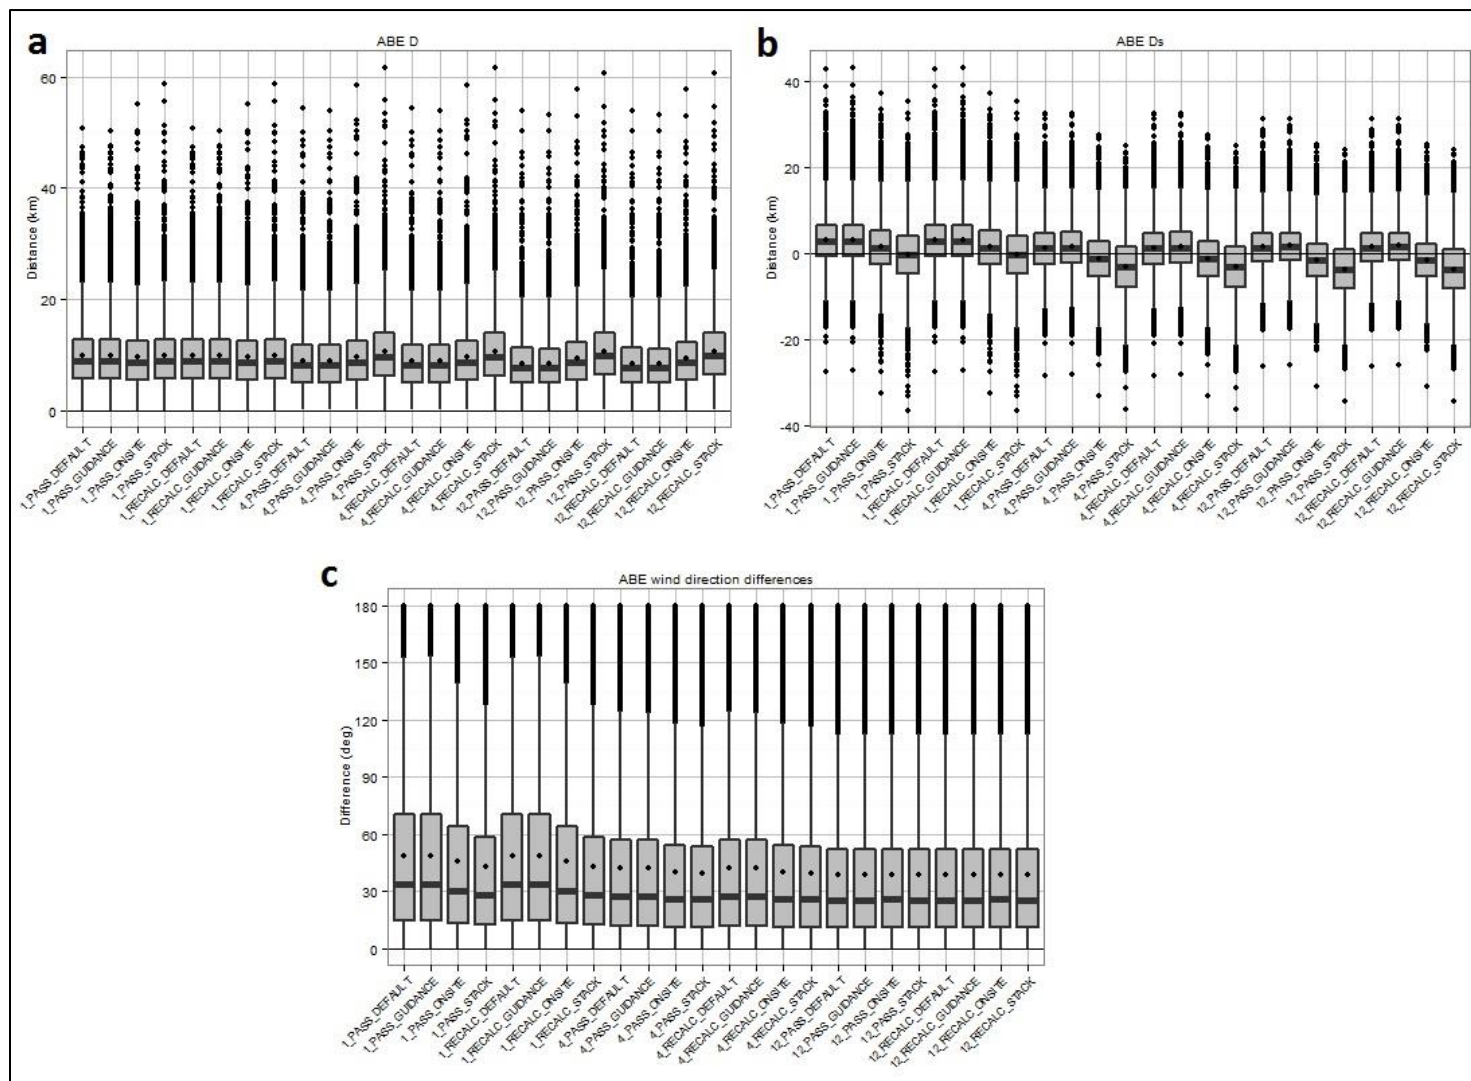 a
ABE D
Distance (km)
60
40
20
0
1_PASS_DEFAULT
1_PASS_GUIDANCE
1_PASS_ONSITE
1_PASS_STACK
1_RECALC_DEFAULT
1_RECALC_GUIDANCE
1_RECALC_ONSITE
1_RECALC_STACK
4_PASS_DEFAULT
4_PASS_GUIDANCE
4_PASS_ONSITE
4_PASS_STACK
4_RECALC_DEFAULT
4_RECALC_GUIDANCE
4_RECALC_ONSITE
4_RECALC_STACK
12_PASS_DEFAULT
12_PASS_GUIDANCE
12_PASS_ONSITE
12_PASS_STACK
12_RECALC_DEFAULT
12_RECALC_GUIDANCE
12_RECALC_ONSITE
12_RECALC_STACK
b
ABE Ds
Distance (km)
40
20
0
-20
-40
1_PASS_DEFAULT
1_PASS_GUIDANCE
1_PASS_ONSITE
1_PASS_STACK
1_RECALC_DEFAULT
1_RECALC_GUIDANCE
1_RECALC_ONSITE
1_RECALC_STACK
4_PASS_DEFAULT
4_PASS_GUIDANCE
4_PASS_ONSITE
4_PASS_STACK
4_RECALC_DEFAULT
4_RECALC_GUIDANCE
4_RECALC_ONSITE
4_RECALC_STACK
12_PASS_DEFAULT
12_PASS_GUIDANCE
12_PASS_ONSITE
12_PASS_STACK
12_RECALC_DEFAULT
12_RECALC_GUIDANCE
12_RECALC_ONSITE
12_RECALC_STACK
c
ABE wind direction differences
Difference (deg)
180
150
120
90
60
30
0
1_PASS_DEFAULT
1_PASS_GUIDANCE
1_PASS_ONSITE
1_PASS_STACK
1_RECALC_DEFAULT
1_RECALC_GUIDANCE
1_RECALC_ONSITE
1_RECALC_STACK
4_PASS_DEFAULT
4_PASS_GUIDANCE
4_PASS_ONSITE
4_PASS_STACK
4_RECALC_DEFAULT
4_RECALC_GUIDANCE
4_RECALC_ONSITE
4_RECALC_STACK
12_PASS_DEFAULT
12_PASS_GUIDANCE
12_PASS_ONSITE
12_PASS_STACK
12_RECALC_DEFAULT
12_RECALC_GUIDANCE
12_RECALC_ONSITE
12_RECALC_STACK